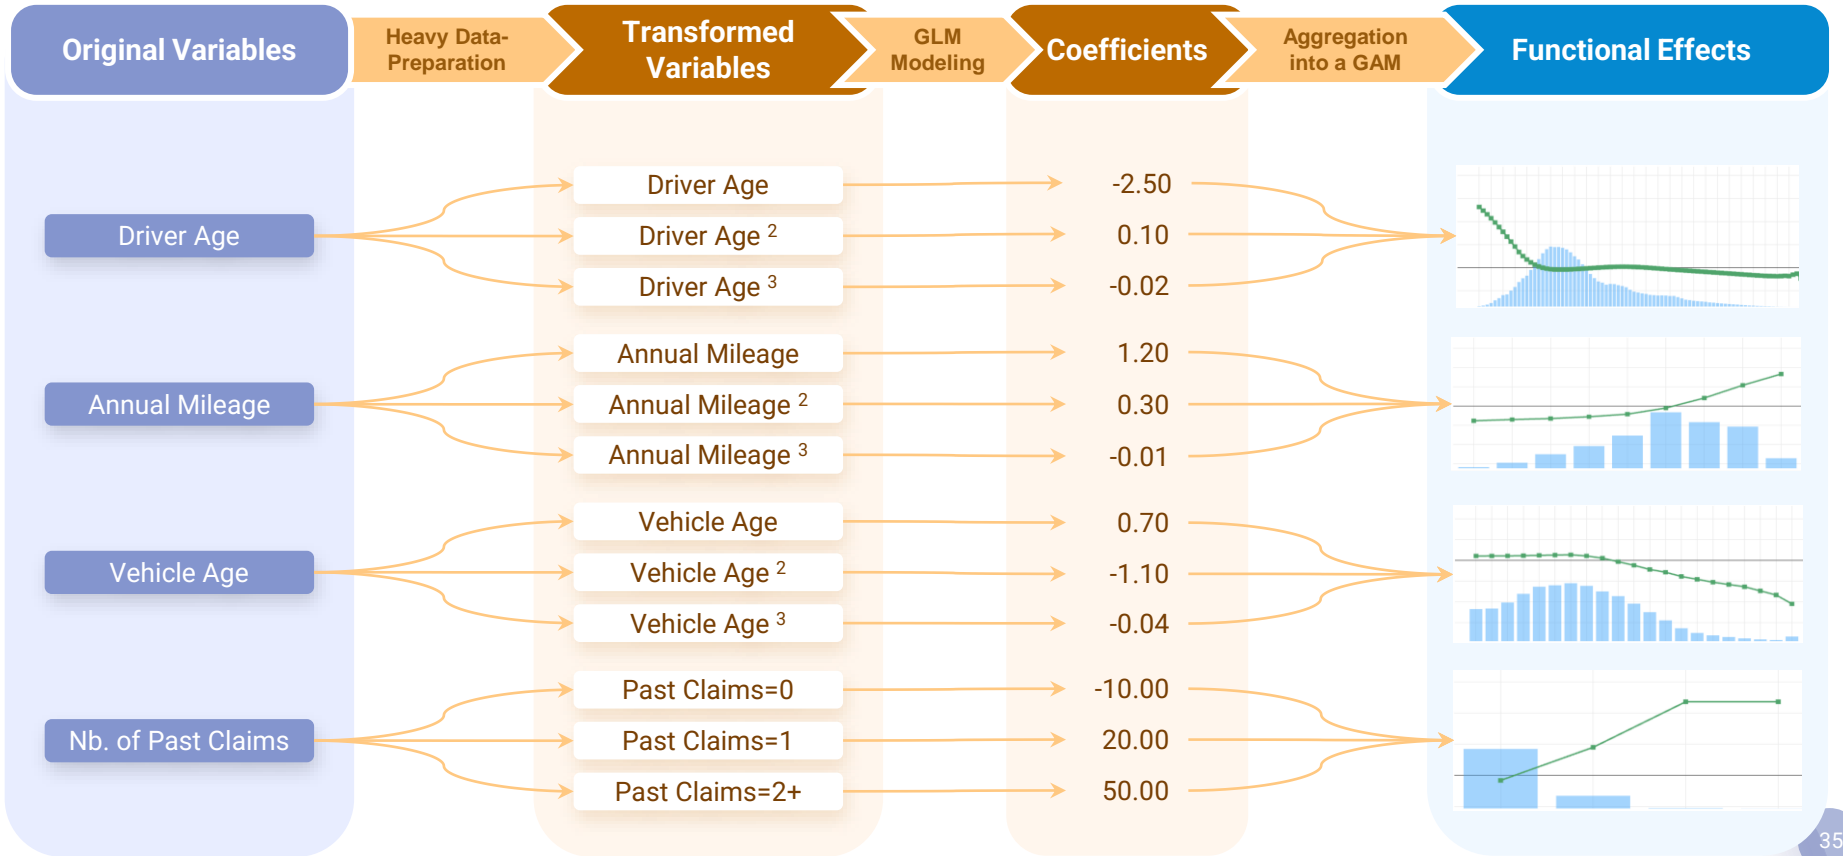 Original Variables
Heavy Data-
Preparation
Transformed
Variables
GLM
Modeling
Coefficients
Aggregation
into a GAM
Functional Effects
Driver Age
Driver Age
-2.50
Driver Age ²
0.10
Driver Age ³
-0.02
Annual Mileage
Annual Mileage
1.20
Annual Mileage ²
0.30
Annual Mileage ³
-0.01
Vehicle Age
Vehicle Age
0.70
Vehicle Age ²
-1.10
Vehicle Age ³
-0.04
Nb. of Past Claims
Past Claims=0
-10.00
Past Claims=1
20.00
Past Claims=2+
50.00
35